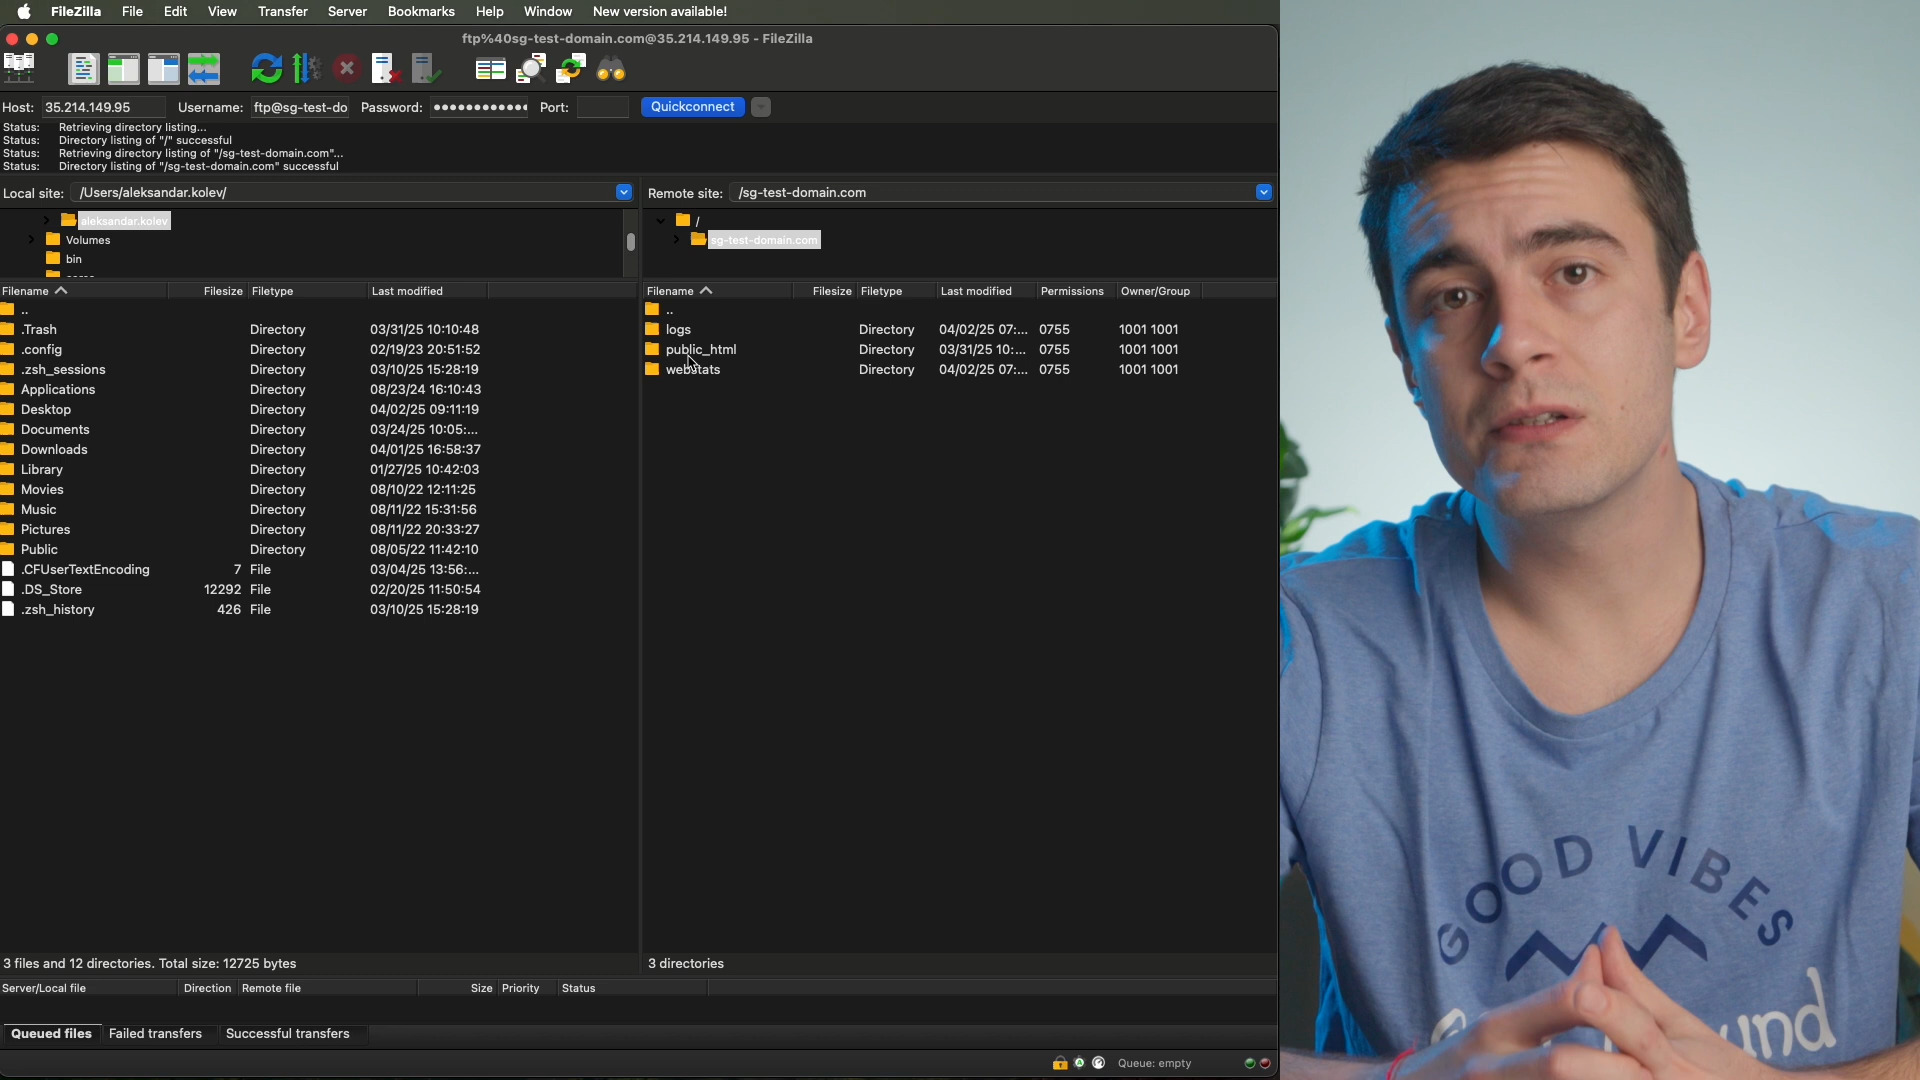 FileZilla File Edit View Transfer Server Bookmarks Help Window New version available!
ftp%40sg-test-domain.com@35.214.149.95 - FileZilla
Host: 35.214.149.95 Username: ftp@sg-test-do Password: ●●●●●●●●●●●● Port: Quickconnect
Status: Retrieving directory listing...
Status: Directory listing of "/" successful
Status: Retrieving directory listing of "/sg-test-domain.com"...
Status: Directory listing of "/sg-test-domain.com" successful
Local site: /Users/aleksandar.kolev/
aleksandar.kolev
Volumes
bin
Filename Filesize Filetype Last modified
..
.Trash Directory 03/31/25 10:10:48
.config Directory 02/19/23 20:51:52
.zsh_sessions Directory 03/10/25 15:28:19
Applications Directory 08/23/24 16:10:43
Desktop Directory 04/02/25 09:11:19
Documents Directory 03/24/25 10:05:...
Downloads Directory 04/01/25 16:58:37
Library Directory 01/27/25 10:42:03
Movies Directory 08/10/22 12:11:25
Music Directory 08/11/22 15:31:56
Pictures Directory 08/11/22 20:33:27
Public Directory 08/05/22 11:42:10
.CFUserTextEncoding 7 File 03/04/25 13:56:...
.DS_Store 12292 File 02/20/25 11:50:54
.zsh_history 426 File 03/10/25 15:28:19
3 files and 12 directories. Total size: 12725 bytes
Remote site: /sg-test-domain.com
/
sg-test-domain.com
Filename Filesize Filetype Last modified Permissions Owner/Group
..
logs Directory 04/02/25 07:... 0755 1001 1001
public_html Directory 03/31/25 10:... 0755 1001 1001
webstats Directory 04/02/25 07:... 0755 1001 1001
3 directories
Server/Local file Direction Remote file Size Priority Status
Queued files Failed transfers Successful transfers
Queue: empty
GOOD VIBES